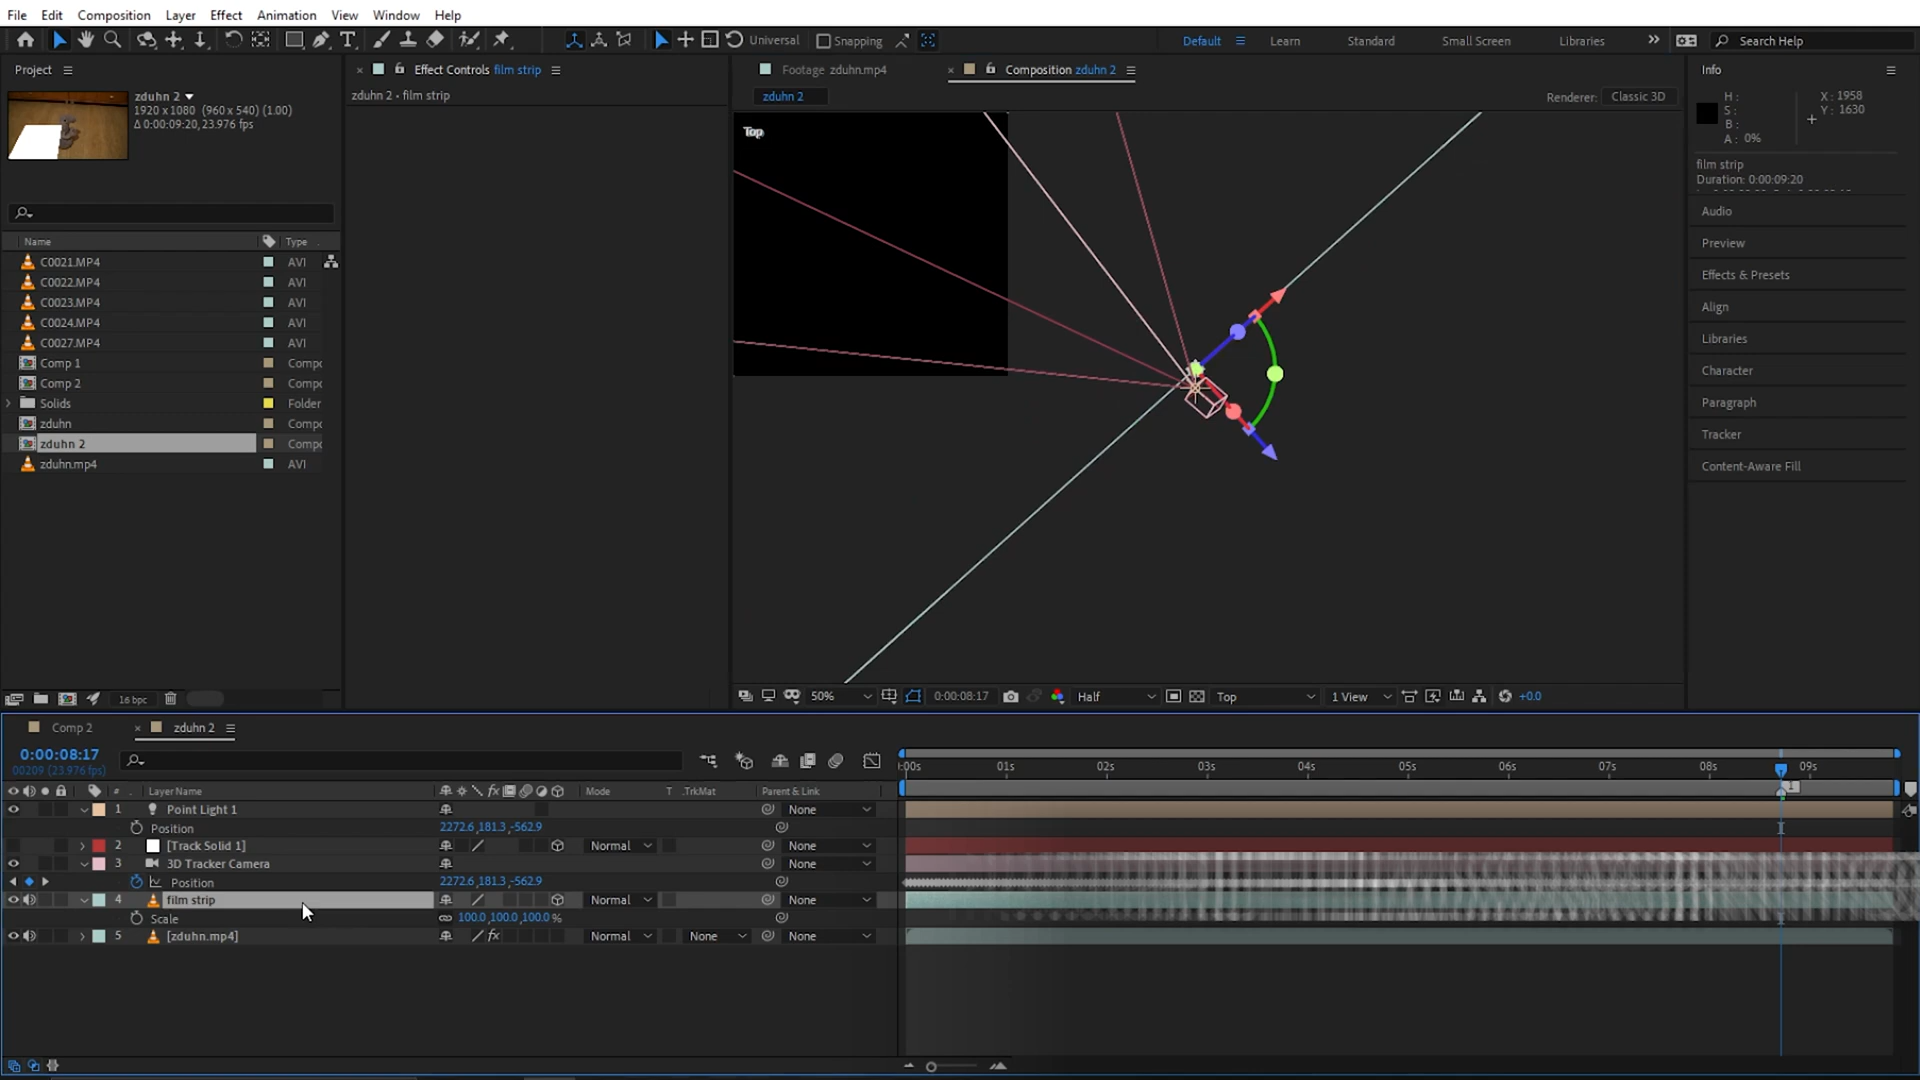 File Edit Composition Layer Effect Animation View Window Help
Universal Snapping Default Learn Standard Small Screen Libraries Search Help
Project
zduhn 2
1920 x 1080 (960 x 540) (1.00)
Δ 0:00:09:20, 23.976 fps
Name Type
C0021.MP4 AVI
C0022.MP4 AVI
C0023.MP4 AVI
C0024.MP4 AVI
C0027.MP4 AVI
Comp 1 Compo
Comp 2 Compo
Solids Folder
zduhn Compo
zduhn 2 Compo
zduhn.mp4 AVI
16 bpc
Effect Controls film strip
zduhn 2 • film strip
Footage zduhn.mp4 Composition zduhn 2
zduhn 2 Renderer: Classic 3D
Top
50% 0:00:08:17 Half Top 1 View +0.0
Info
H: X: 1958
S: Y: 1630
B:
A: 0%
film strip
Duration: 0:00:09:20
Audio
Preview
Effects & Presets
Align
Libraries
Character
Paragraph
Tracker
Content-Aware Fill
Comp 2 zduhn 2
0:00:08:17
00209 (23.976 fps)
:00s 01s 02s 03s 04s 05s 06s 07s 08s 09s
# Layer Name Mode T .TrkMat Parent & Link
1 Point Light 1 None
Position 2272.6,181.3,-562.9
2 [Track Solid 1] Normal None
3 3D Tracker Camera None
Position 2272.6,181.3,-562.9
4 film strip Normal None
Scale 100.0,100.0,100.0%
5 [zduhn.mp4] Normal None None
1